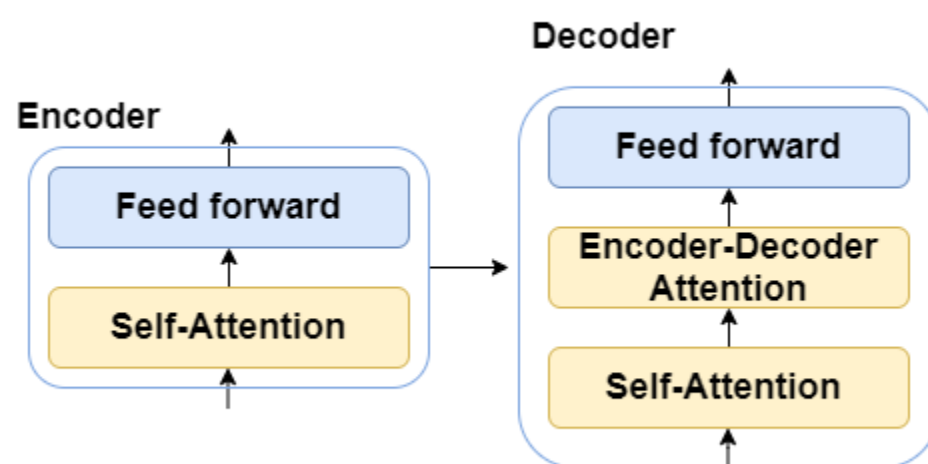 Encoder
Feed forward
Self-Attention
Decoder
Feed forward
Encoder-Decoder
Attention
Self-Attention